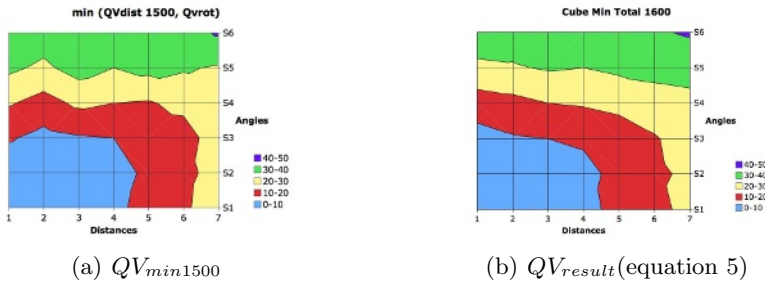 min (QVdist 1500, Qvrot)
S6
S5
S4
Angles
S3
S2
S1
40-50
30-40
20-30
10-20
0-10
1 2 3 4 5 6 7
Distances
(a) QVmin1500
Cube Min Total 1600
S6
S5
S4
Angles
S3
S2
S1
40-50
30-40
20-30
10-20
0-10
1 2 3 4 5 6 7
Distances
(b) QVresult(equation 5)